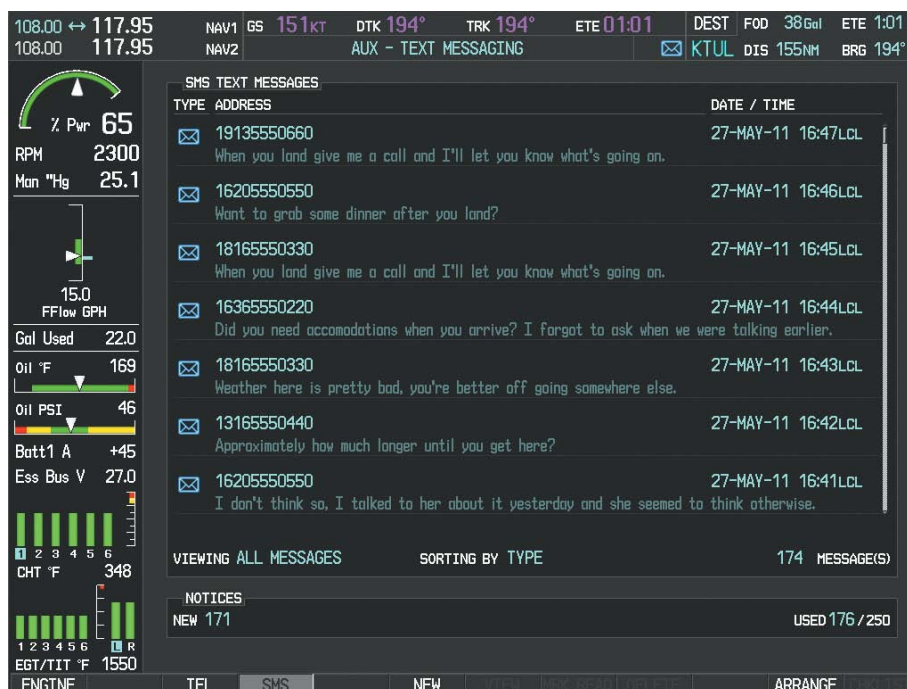 108.00 ↔ 117.95 NAV1 GS 151KT DTK 194° TRK 194° ETE 01:01 DEST FOD 38Gal ETE 1:01
108.00 117.95 NAV2 AUX - TEXT MESSAGING KTUL DIS 155NM BRG 194°
% Pwr 65
RPM 2300
Man "Hg 25.1
15.0
FFlow GPH
Gal Used 22.0
Oil °F 169
Oil PSI 46
Batt1 A +45
Ess Bus V 27.0
1 2 3 4 5 6
CHT °F 348
1 2 3 4 5 6 L R
EGT/TIT °F 1550
SMS TEXT MESSAGES
TYPE ADDRESS DATE / TIME
19135550660 27-MAY-11 16:47LCL
When you land give me a call and I'll let you know what's going on.
16205550550 27-MAY-11 16:46LCL
Want to grab some dinner after you land?
18165550330 27-MAY-11 16:45LCL
When you land give me a call and I'll let you know what's going on.
16365550220 27-MAY-11 16:44LCL
Did you need accomodations when you arrive? I forgot to ask when we were talking earlier.
18165550330 27-MAY-11 16:43LCL
Weather here is pretty bad, you're better off going somewhere else.
13165550440 27-MAY-11 16:42LCL
Approximately how much longer until you get here?
16205550550 27-MAY-11 16:41LCL
I don't think so, I talked to her about it yesterday and she seemed to think otherwise.
VIEWING ALL MESSAGES SORTING BY TYPE 174 MESSAGE(S)
NOTICES
NEW 171 USED 176 / 250
ENGINE TEL SMS NEW VIEW MRK READ DELETE ARRANGE CHKLIST